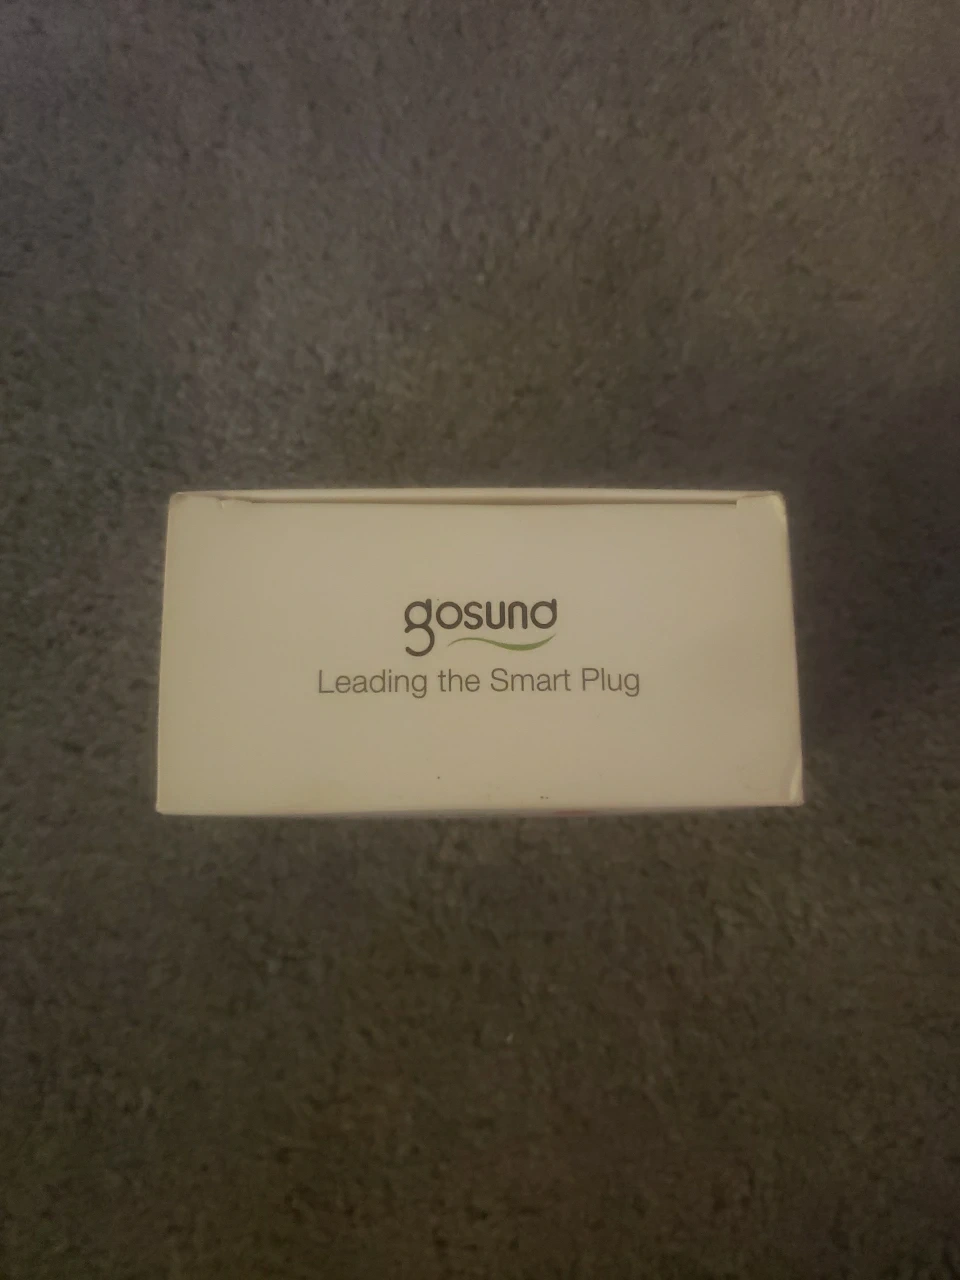 gosund
Leading the Smart Plug